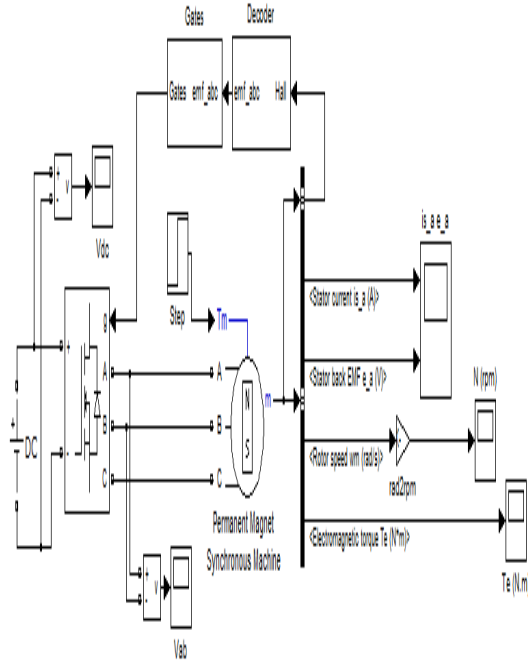 Gates
Decoder
Gates emf_abc
emf_abc Hall
+
-
v
Vdc
is_a e_a
Step
Tm
<Stator current is_a (A)>
g
+
A
A
<Stator back EMF e_a (V)>
N (rpm)
m
N
+
DC
-
B
B
S
<Rotor speed wm (rad/s)>
rad2rpm
C
C
Permanent Magnet
Synchronous Machine
<Electromagnetic torque Te (N*m)>
Te (N.m
+
-
v
Vab